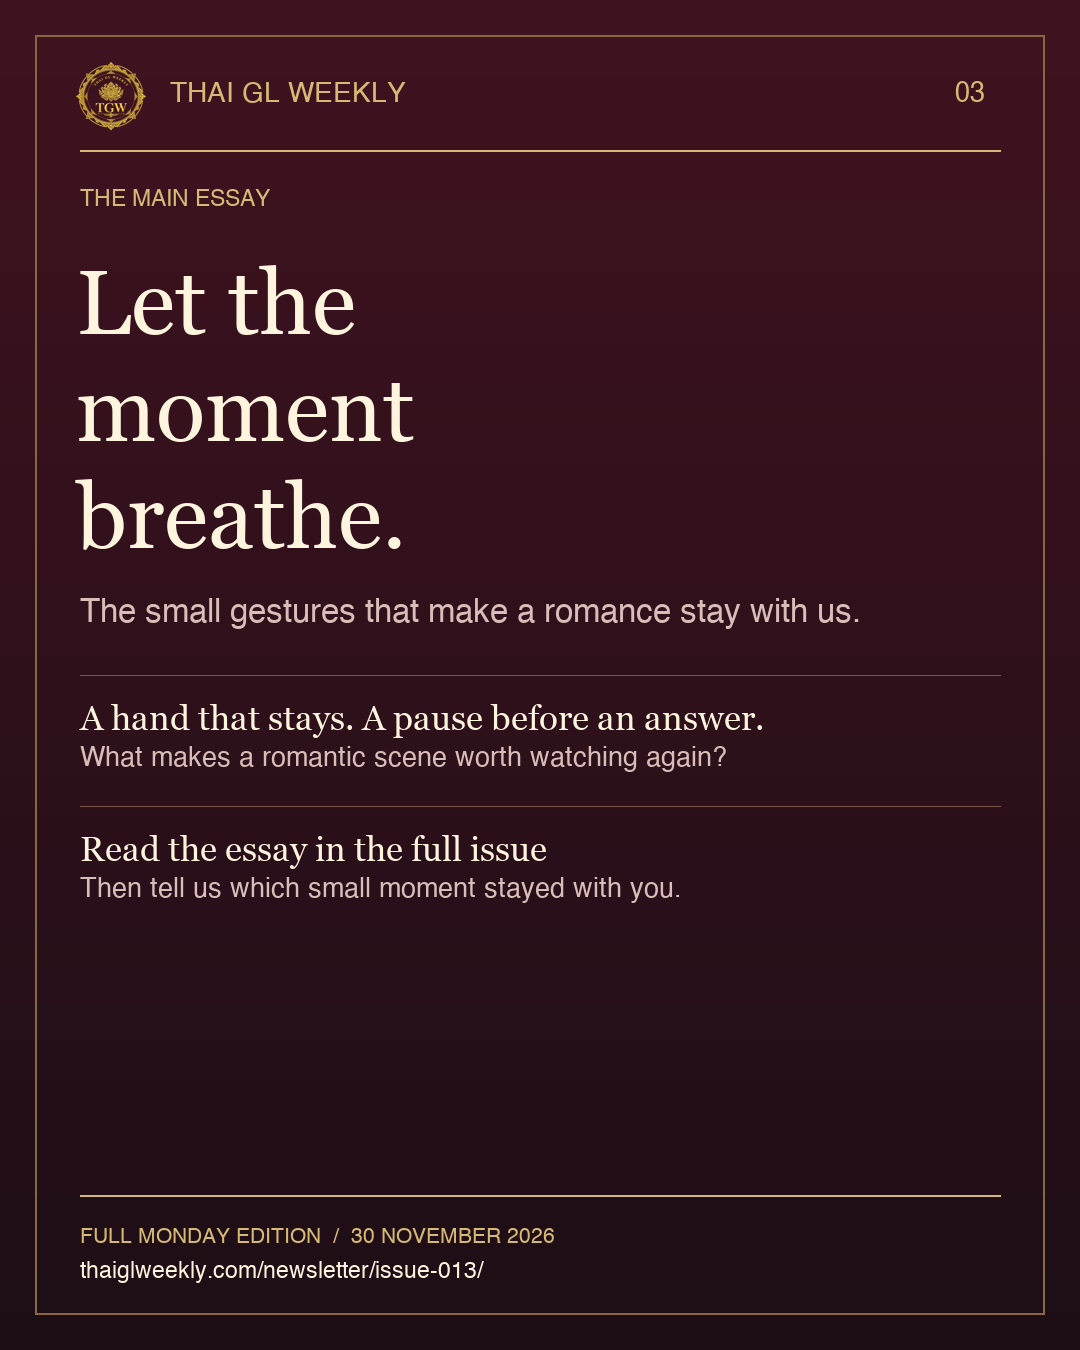 TGW
THAI GL WEEKLY
03
THE MAIN ESSAY
Let the
moment
breathe.
The small gestures that make a romance stay with us.
A hand that stays. A pause before an answer.
What makes a romantic scene worth watching again?
Read the essay in the full issue
Then tell us which small moment stayed with you.
FULL MONDAY EDITION / 30 NOVEMBER 2026
thaiglweekly.com/newsletter/issue-013/